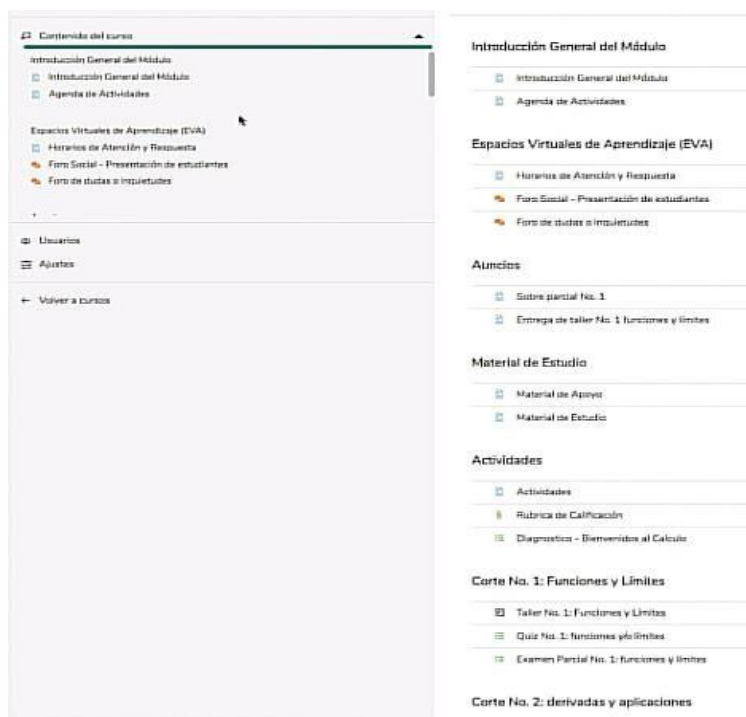 Contenido del curso
Introducción General del Módulo
Introducción General del Módulo
Agenda de Actividades
Espacios Virtuales de Aprendizaje (EVA)
Horarios de Atención y Respuesta
Foro Social - Presentación de estudiantes
Foro de dudas o inquietudes
Usuarios
Ajustes
← Volver a cursos
Introducción General del Módulo
Introducción General del Módulo
Agenda de Actividades
Espacios Virtuales de Aprendizaje (EVA)
Horarios de Atención y Respuesta
Foro Social - Presentación de estudiantes
Foro de dudas o inquietudes
Auncios
Sobre parcial No. 1
Entrega de taller No. 1 funciones y límites
Material de Estudio
Material de Apoyo
Material de Estudio
Actividades
Actividades
Rubrica de Calificación
Diagnostico - Bienvenidos al Calculo
Corte No. 1: Funciones y Límites
Taller No. 1: Funciones y Límites
Quiz No. 1: funciones y/o límites
Examen Parcial No. 1: funciones y límites
Corte No. 2: derivadas y aplicaciones